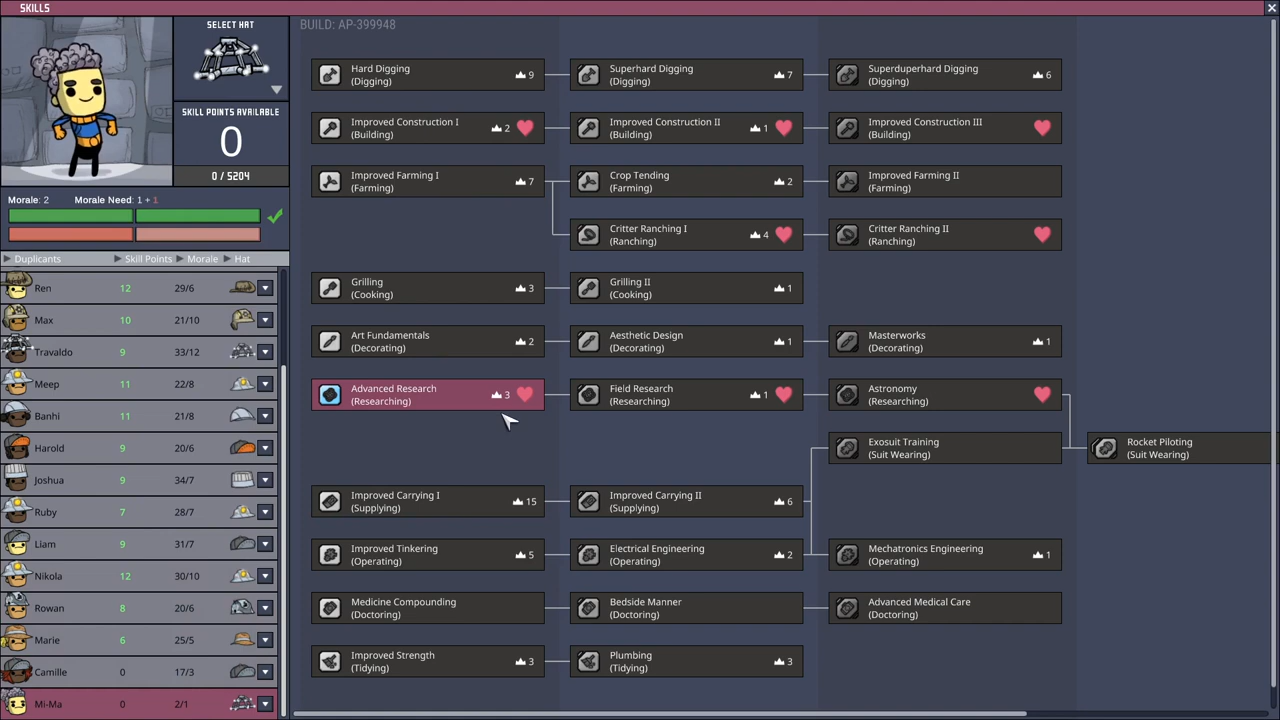 SKILLS
SELECT HAT
SKILL POINTS AVAILABLE
0
0 / 5204
Morale: 2 Morale Need: 1 + 1
Duplicants Skill Points Morale Hat
Ren 12 29/6
Max 10 21/10
Travaldo 9 33/12
Meep 11 22/8
Banhi 11 21/8
Harold 9 20/6
Joshua 9 34/7
Ruby 7 28/7
Liam 9 31/7
Nikola 12 30/10
Rowan 8 20/6
Marie 6 25/5
Camille 0 17/3
Mi-Ma 0 2/1
BUILD: AP-399948
Hard Digging
(Digging) 9
Superhard Digging
(Digging) 7
Superduperhard Digging
(Digging) 6
Improved Construction I
(Building) 2
Improved Construction II
(Building) 1
Improved Construction III
(Building)
Improved Farming I
(Farming) 7
Crop Tending
(Farming) 2
Improved Farming II
(Farming)
Critter Ranching I
(Ranching) 4
Critter Ranching II
(Ranching)
Grilling
(Cooking) 3
Grilling II
(Cooking) 1
Art Fundamentals
(Decorating) 2
Aesthetic Design
(Decorating) 1
Masterworks
(Decorating) 1
Advanced Research
(Researching) 3
Field Research
(Researching) 1
Astronomy
(Researching)
Exosuit Training
(Suit Wearing)
Rocket Piloting
(Suit Wearing)
Improved Carrying I
(Supplying) 15
Improved Carrying II
(Supplying) 6
Improved Tinkering
(Operating) 5
Electrical Engineering
(Operating) 2
Mechatronics Engineering
(Operating) 1
Medicine Compounding
(Doctoring)
Bedside Manner
(Doctoring)
Advanced Medical Care
(Doctoring)
Improved Strength
(Tidying) 3
Plumbing
(Tidying) 3